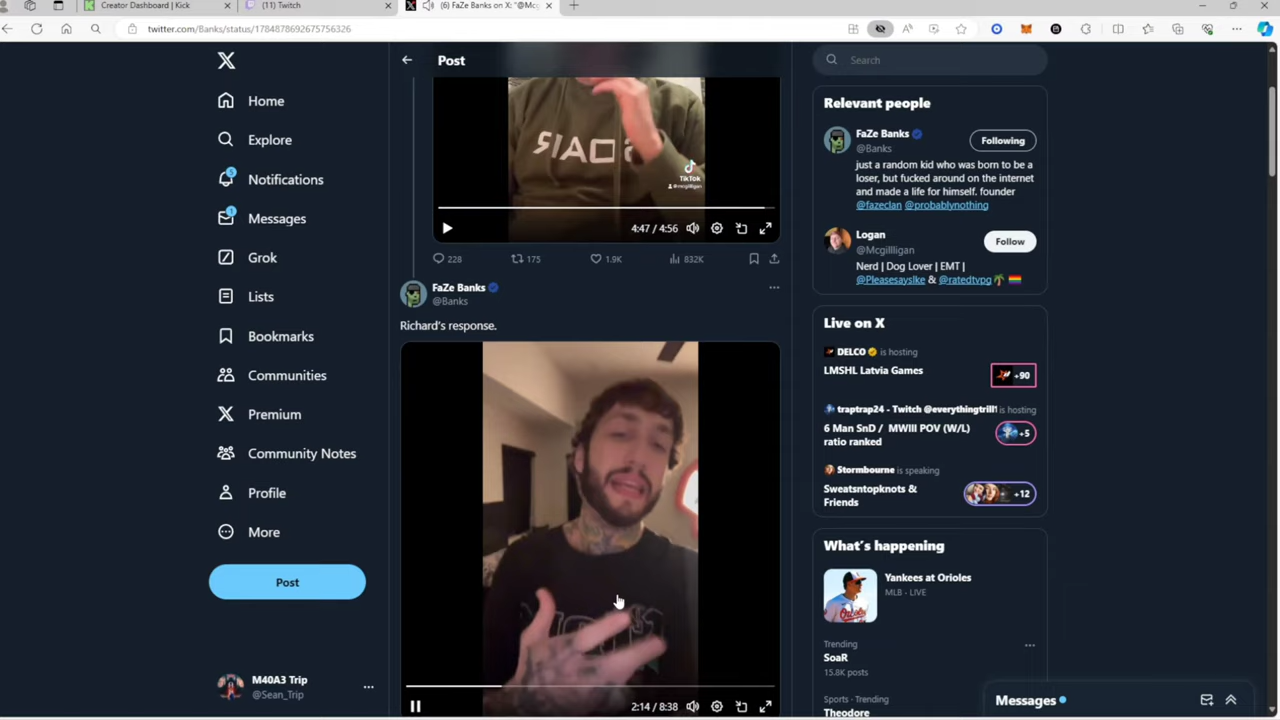 Creator Dashboard | Kick
(11) Twitch
(6) FaZe Banks on X: "@Mcg
twitter.com/Banks/status/1784878692675756326
Home
Explore
5
Notifications
1
Messages
Grok
Lists
Bookmarks
Communities
Premium
Community Notes
Profile
More
Post
M40A3 Trip
@Sean_Trip
Post
TikTok
4:47 / 4:56
228
175
1.9K
832K
FaZe Banks
@Banks
Richard's response.
2:14 / 8:38
Search
Relevant people
FaZe Banks
@Banks
Following
just a random kid who was born to be a
loser, but fucked around on the internet
and made a life for himself. founder
@fazeclan @probablynothing
Logan
@Mcgillligan
Follow
Nerd | Dog Lover | EMT |
@Pleasesayslke & @ratedtvpg
Live on X
DELCO is hosting
LMSHL Latvia Games
+90
traptrap24 - Twitch @everythingtrill1 is hosting
6 Man SnD / MWIII POV (W/L)
ratio ranked
+5
Stormbourne is speaking
Sweatsntopknots &
Friends
+12
What's happening
Yankees at Orioles
MLB · LIVE
Trending
SoaR
15.8K posts
Sports · Trending
Theodore
Messages